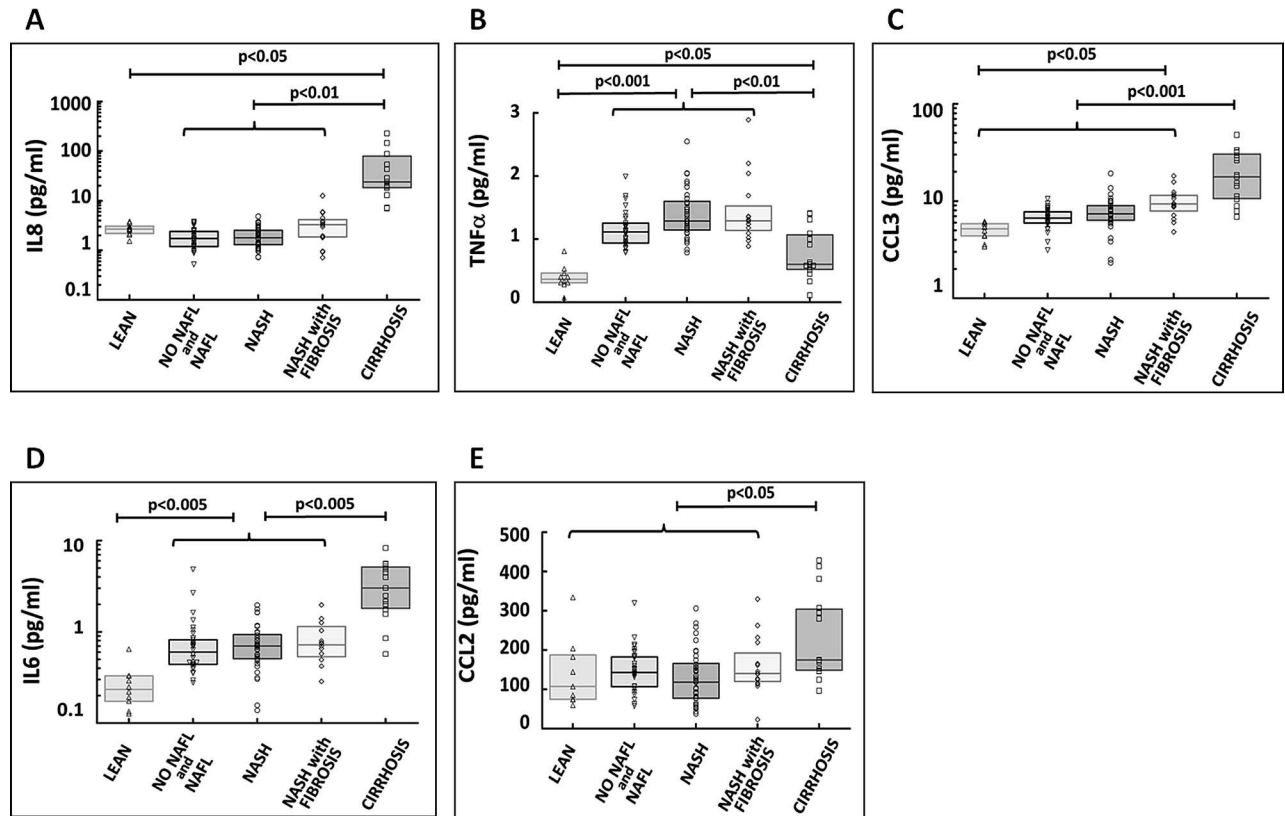 A
p<0.05
p<0.01
1000
100
10
1
0.1
IL8 (pg/ml)
LEAN
NO NAFL
and
NAFL
NASH
NASH with
FIBROSIS
CIRRHOSIS
B
p<0.05
p<0.001
p<0.01
3
2
1
0
TNFα (pg/ml)
LEAN
NO NAFL
and
NAFL
NASH
NASH with
FIBROSIS
CIRRHOSIS
C
p<0.05
p<0.001
100
10
1
CCL3 (pg/ml)
LEAN
NO NAFL
and
NAFL
NASH
NASH with
FIBROSIS
CIRRHOSIS
D
p<0.005
p<0.005
10
1
0.1
IL6 (pg/ml)
LEAN
NO NAFL
and
NAFL
NASH
NASH with
FIBROSIS
CIRRHOSIS
E
p<0.05
500
400
300
200
100
0
CCL2 (pg/ml)
LEAN
NO NAFL
and
NAFL
NASH
NASH with
FIBROSIS
CIRRHOSIS